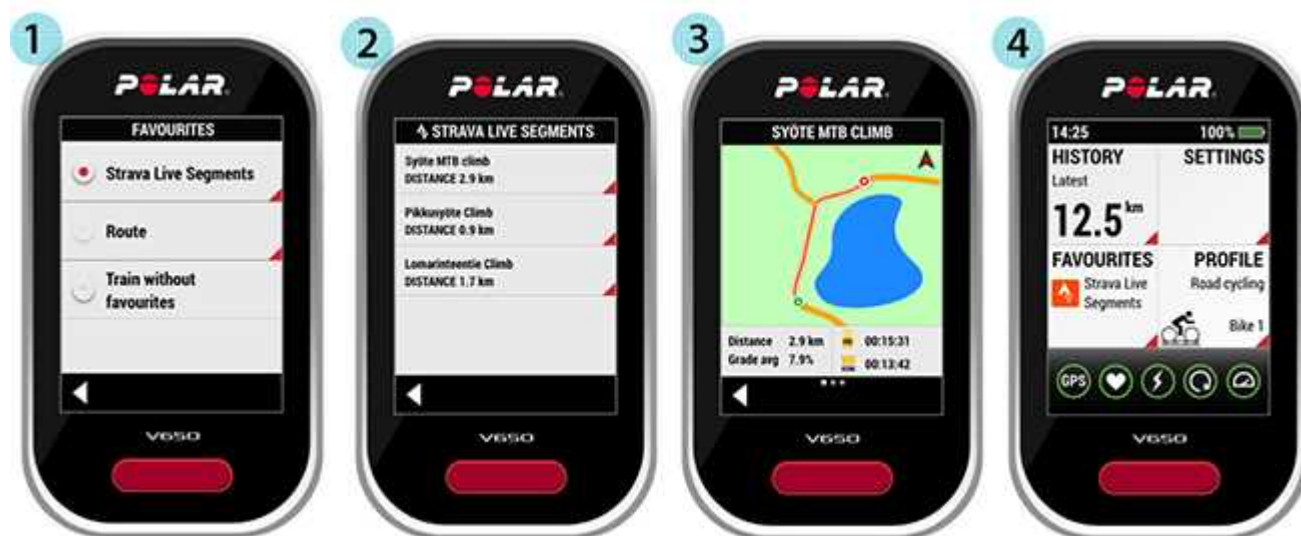 1
POLAR
FAVOURITES
Strava Live Segments
Route
Train without
favourites
V650
2
POLAR
STRAVA LIVE SEGMENTS
Syöte MTB climb
DISTANCE 2.9 km
Pikkusyöte Climb
DISTANCE 0.9 km
Lomarinteentie Climb
DISTANCE 1.7 km
V650
3
POLAR
SYÖTE MTB CLIMB
Distance 2.9 km 00:15:31
Grade avg 7.9% 00:13:42
V650
4
POLAR
14:25 100%
HISTORY SETTINGS
Latest
12.5 km
FAVOURITES PROFILE
Strava Live Road cycling
Segments
Bike 1
GPS
V650